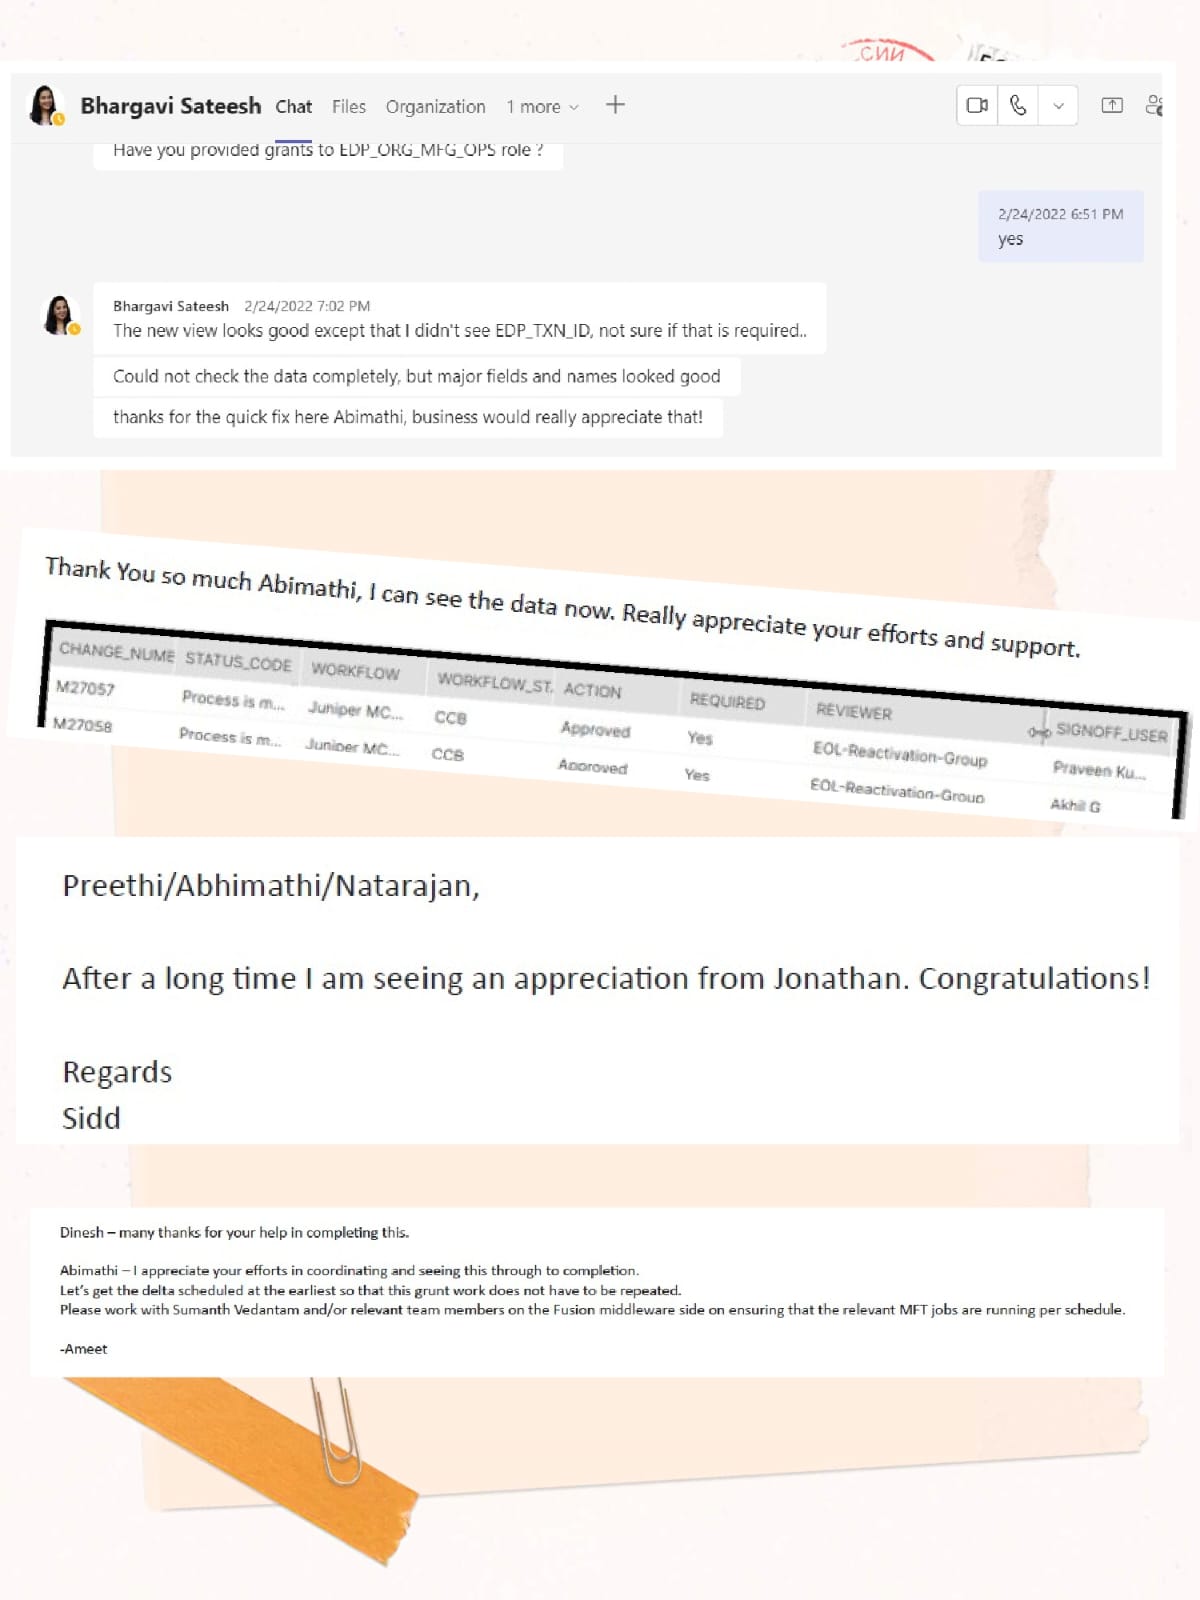 СИИ
Bhargavi Sateesh Chat Files Organization 1 more
Have you provided grants to EDP_ORG_MFG_OPS role ?
2/24/2022 6:51 PM
yes
Bhargavi Sateesh 2/24/2022 7:02 PM
The new view looks good except that I didn't see EDP_TXN_ID, not sure if that is required..
Could not check the data completely, but major fields and names looked good
thanks for the quick fix here Abimathi, business would really appreciate that!
Thank You so much Abimathi, I can see the data now. Really appreciate your efforts and support.
CHANGE_NUME STATUS_CODE WORKFLOW WORKFLOW_ST. ACTION REQUIRED REVIEWER SIGNOFF_USER
M27057 Process is m... Juniper MC... CCB Approved Yes EOL-Reactivation-Group Praveen Ku...
M27058 Process is m... Juniper MC... CCB Approved Yes EOL-Reactivation-Group Akhil G
Preethi/Abhimathi/Natarajan,
After a long time I am seeing an appreciation from Jonathan. Congratulations!
Regards
Sidd
Dinesh – many thanks for your help in completing this.
Abimathi – I appreciate your efforts in coordinating and seeing this through to completion.
Let's get the delta scheduled at the earliest so that this grunt work does not have to be repeated.
Please work with Sumanth Vedantam and/or relevant team members on the Fusion middleware side on ensuring that the relevant MFT jobs are running per schedule.
-Ameet